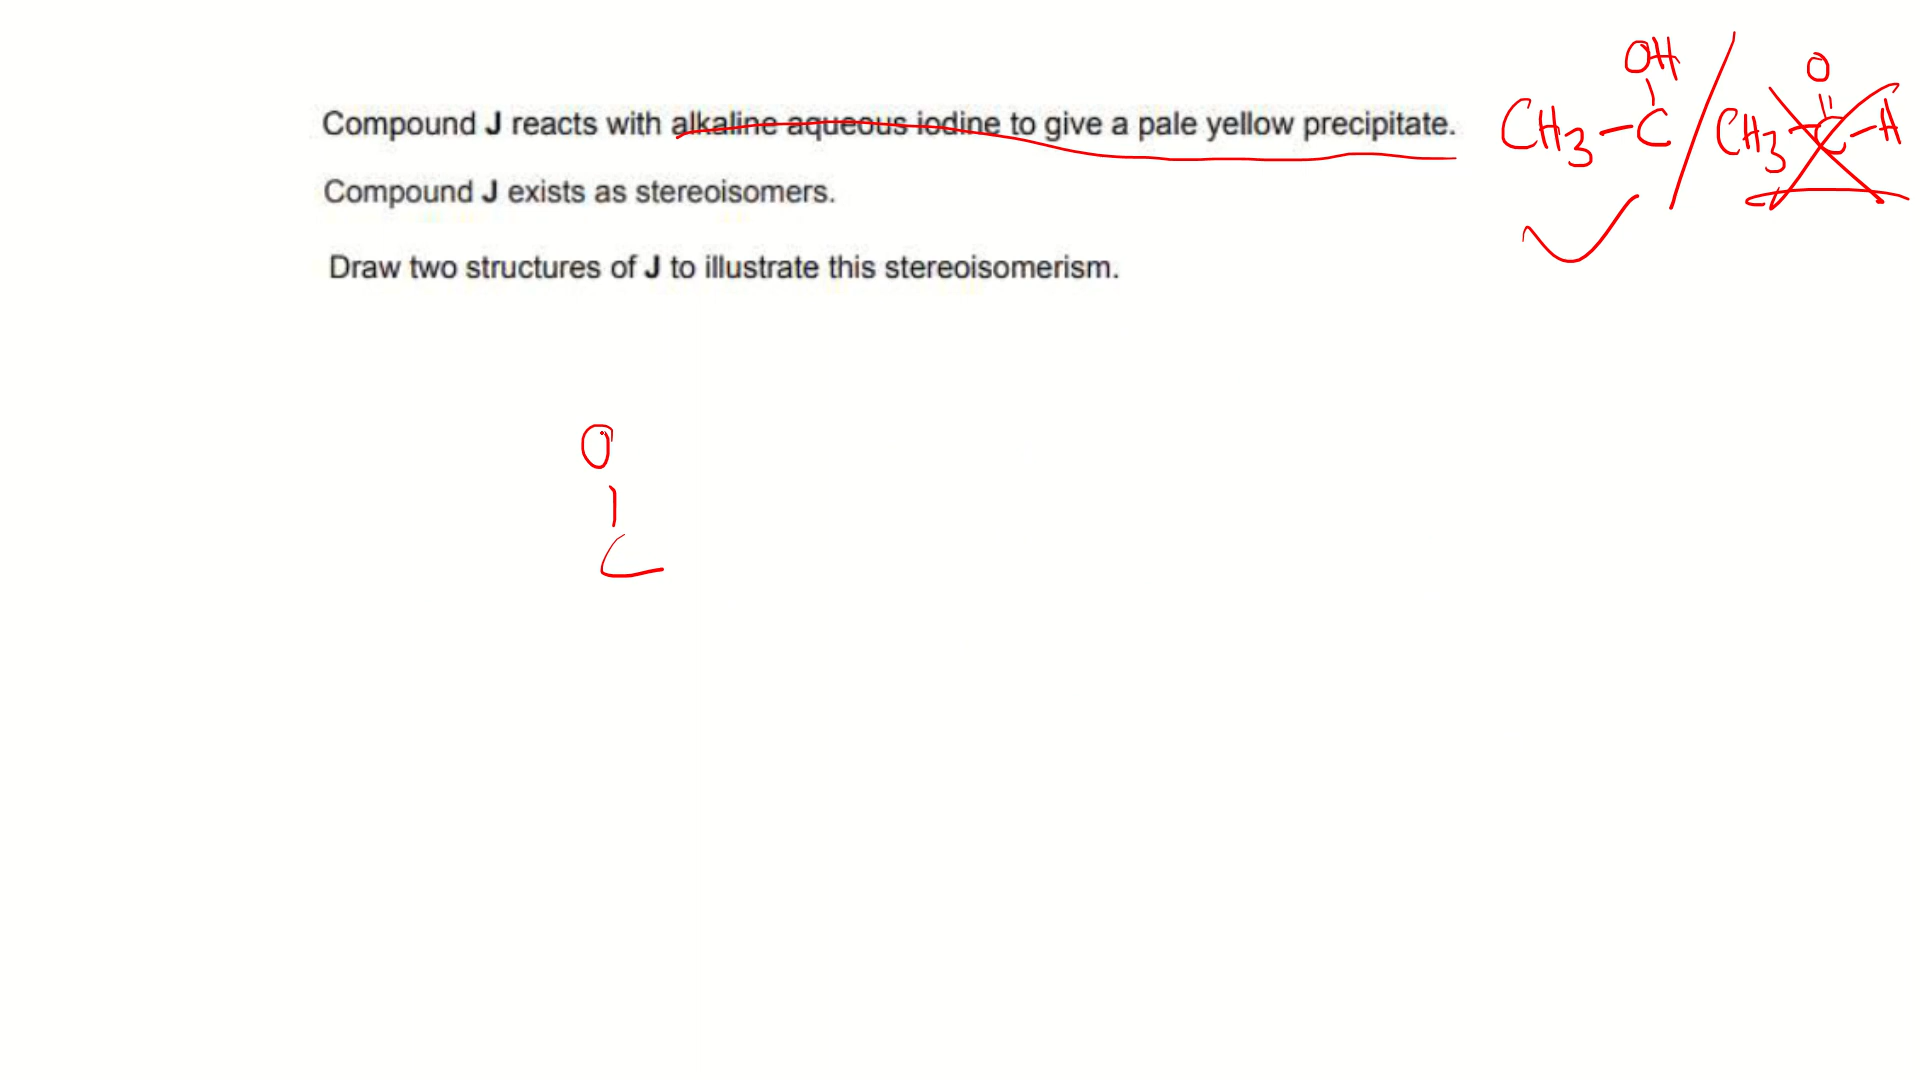 Compound J reacts with alkaline aqueous iodine to give a pale yellow precipitate.
Compound J exists as stereoisomers.
Draw two structures of J to illustrate this stereoisomerism.
OH
CH3-C / CH3-C-H
O
O
C